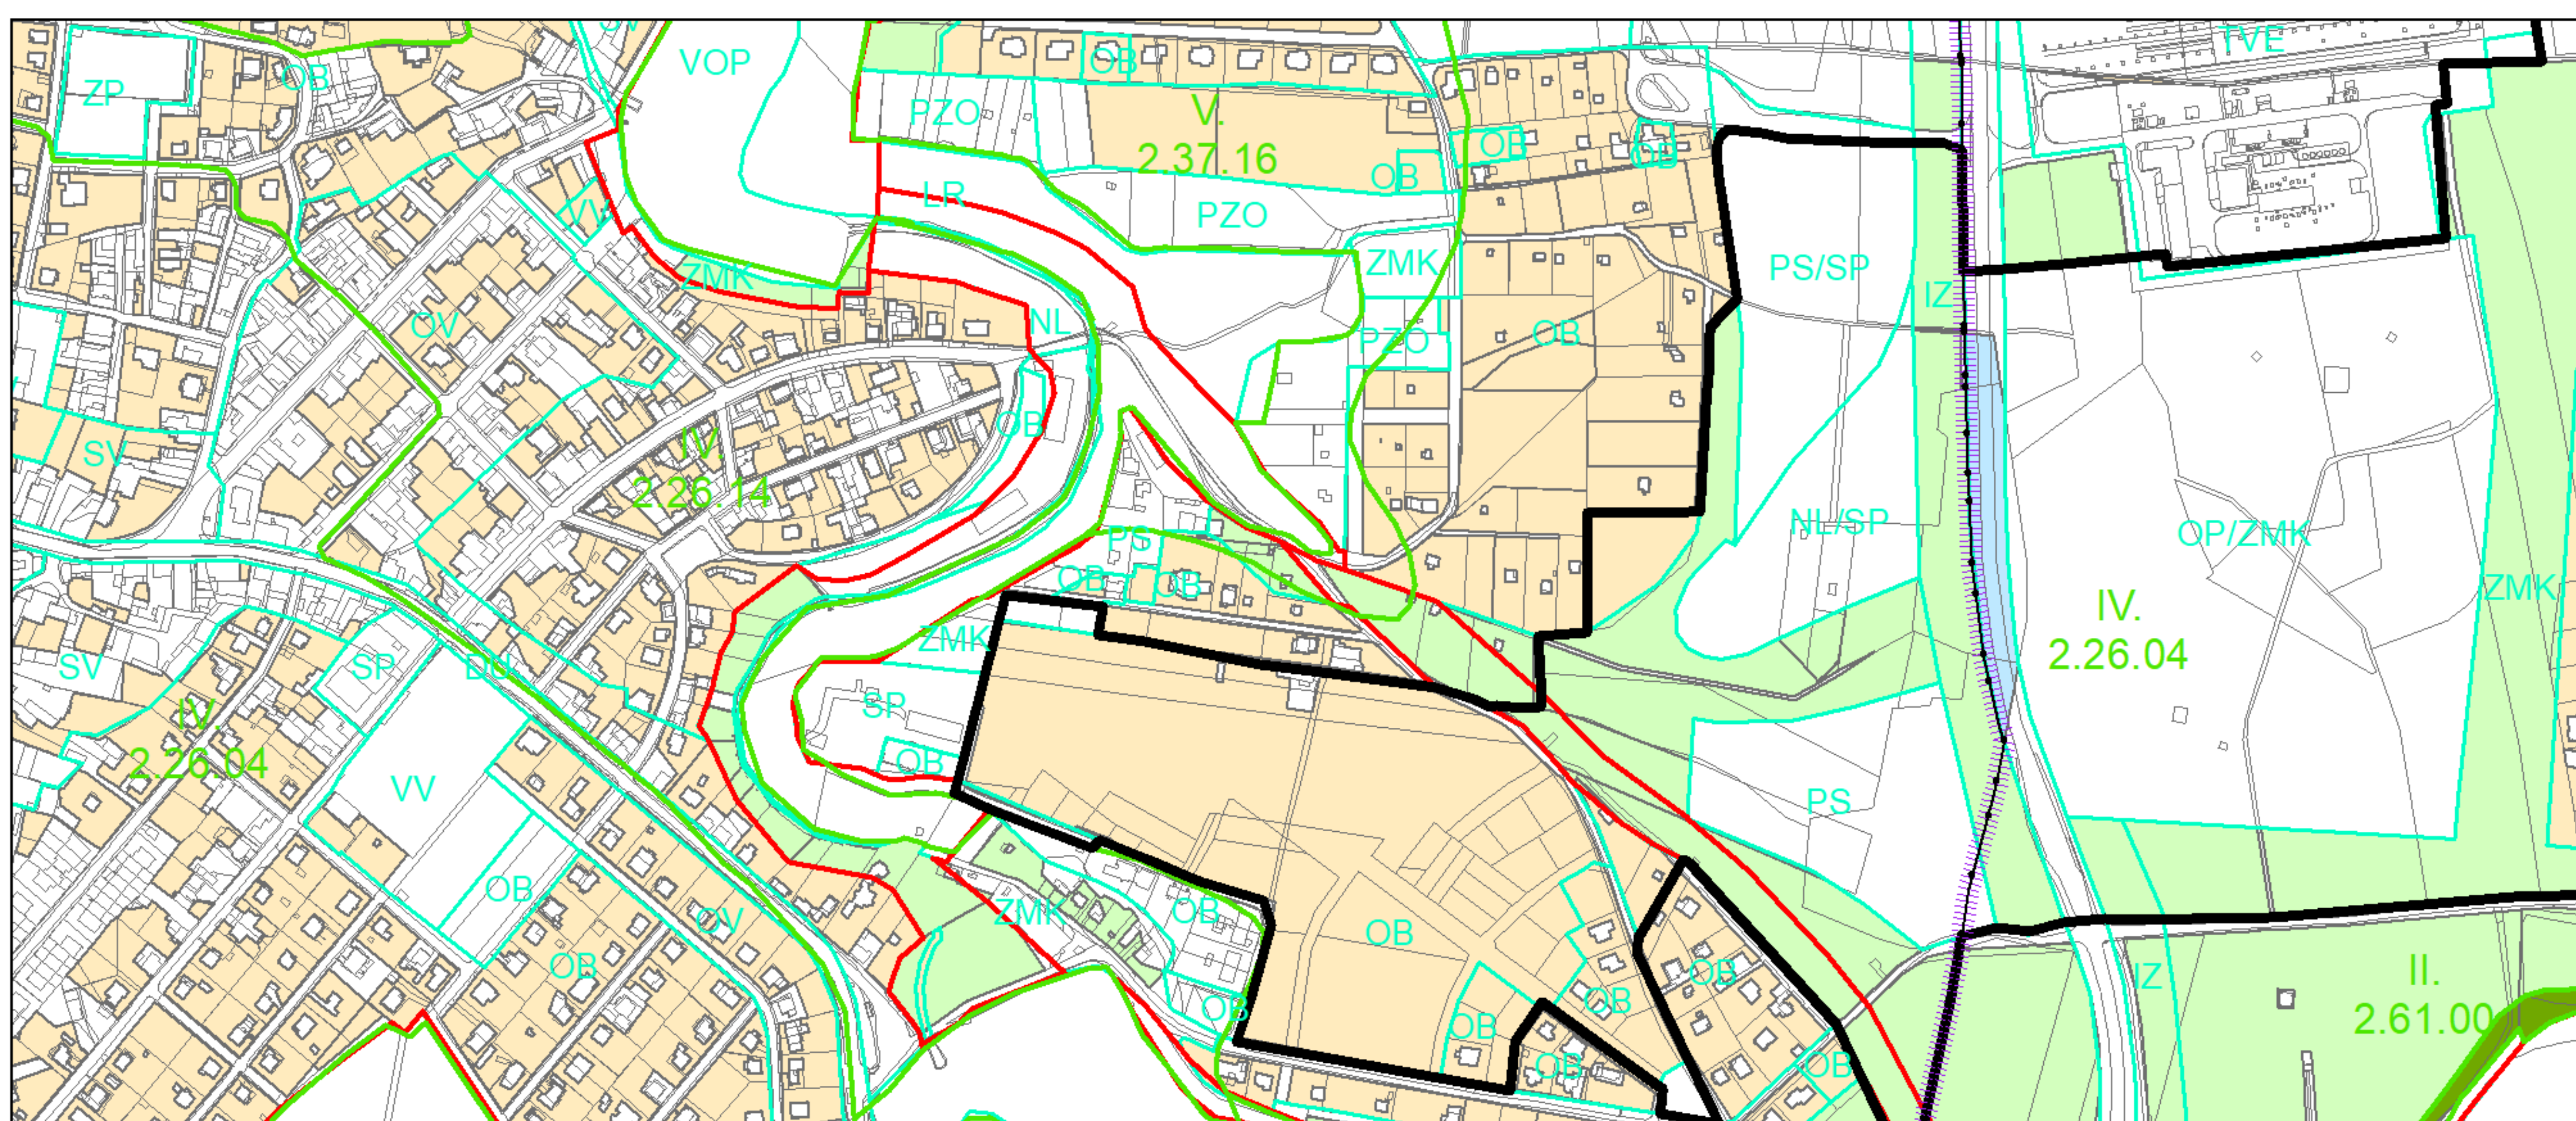 SV
VOP
TVE
ZP
OB
OB
PZO
V.
2.37.16
OB
OB
OB
LR
PZO
VV
ZMK
ZMK
PS/SP
IZ
OV
NL
PZO
OB
SV
OB
IV.
2.26.14
NL/SP
OP/ZMK
PS
OB
OB
ZMK
IV.
2.26.04
ZMK
SV
SP
DU
SP
IV.
2.26.04
OB
VV
PS
OB
OV
ZMK
OB
OB
OB
OB
OB
IZ
II.
2.61.00
OB
OB
OB
OB